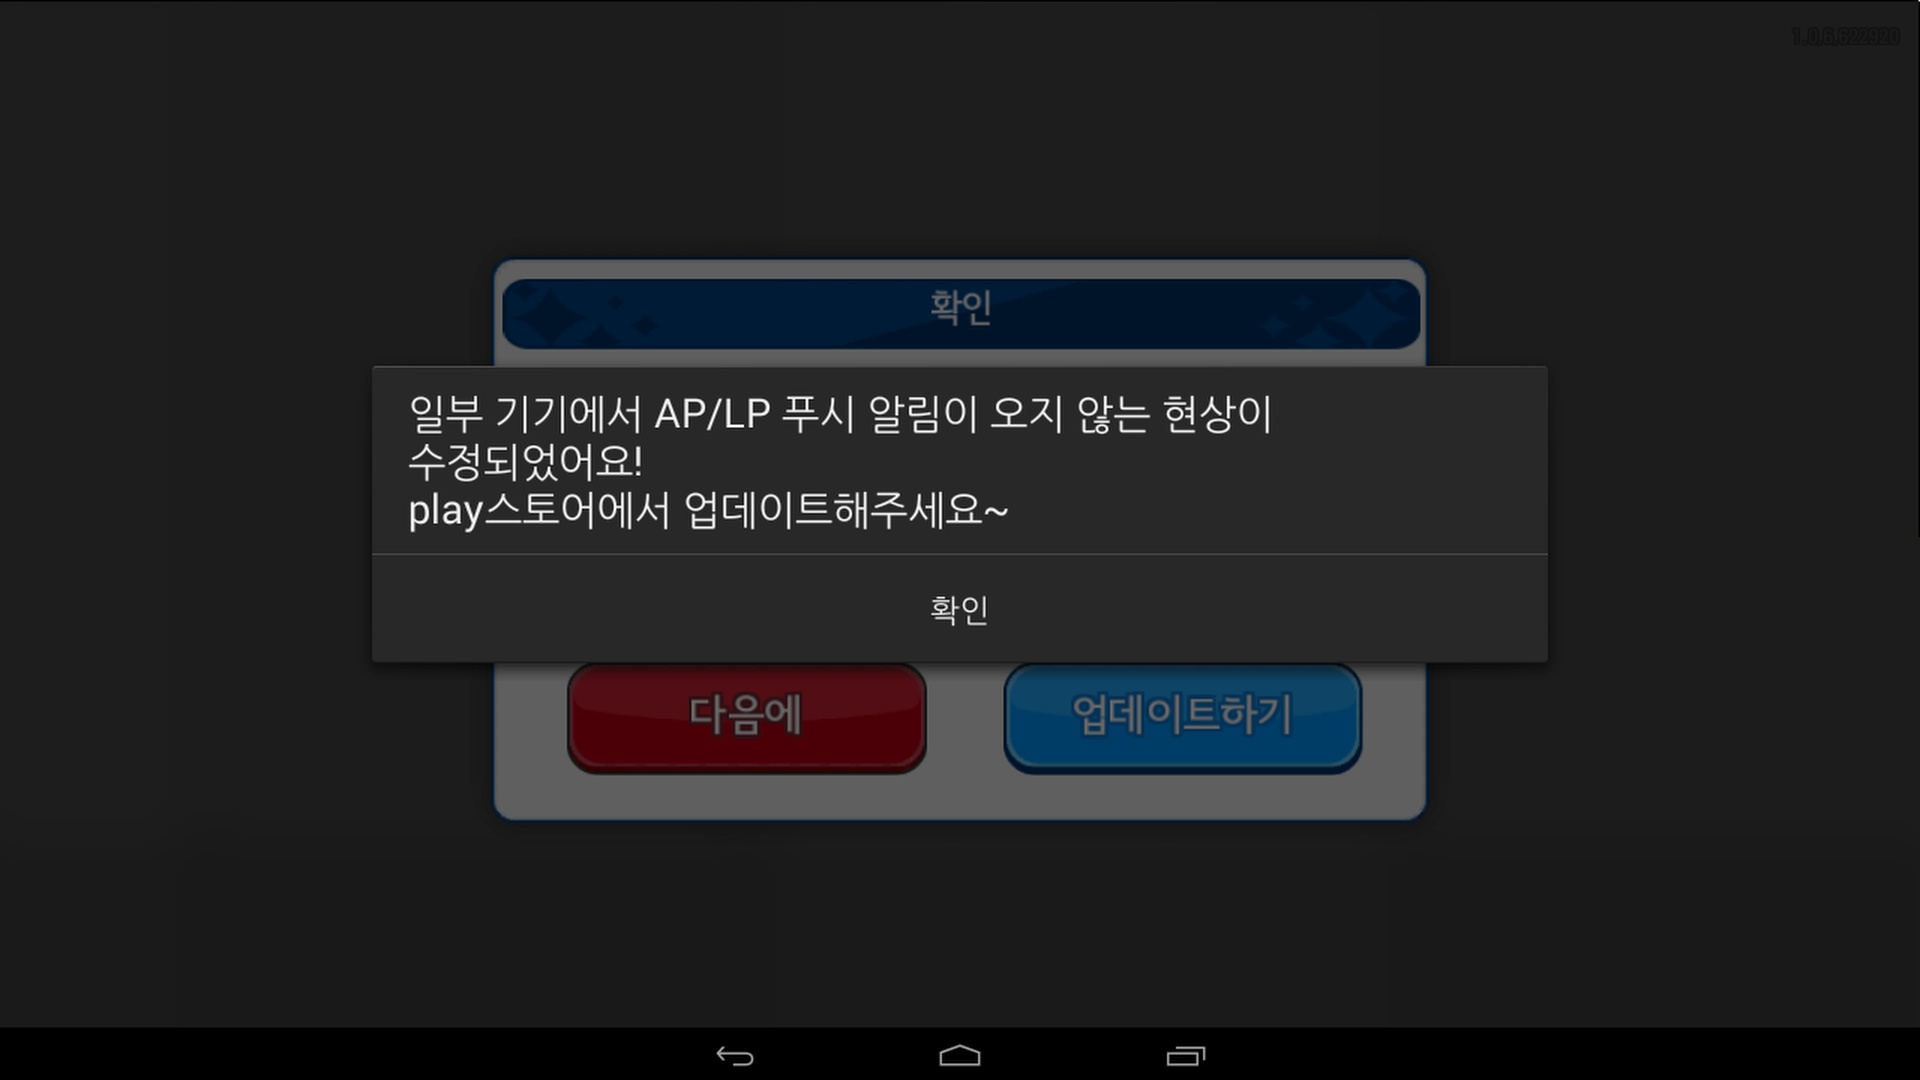 1.0.6.622920
확인
일부 기기에서 AP/LP 푸시 알림이 오지 않는 현상이
수정되었어요!
play스토어에서 업데이트해주세요~
확인
다음에
업데이트하기